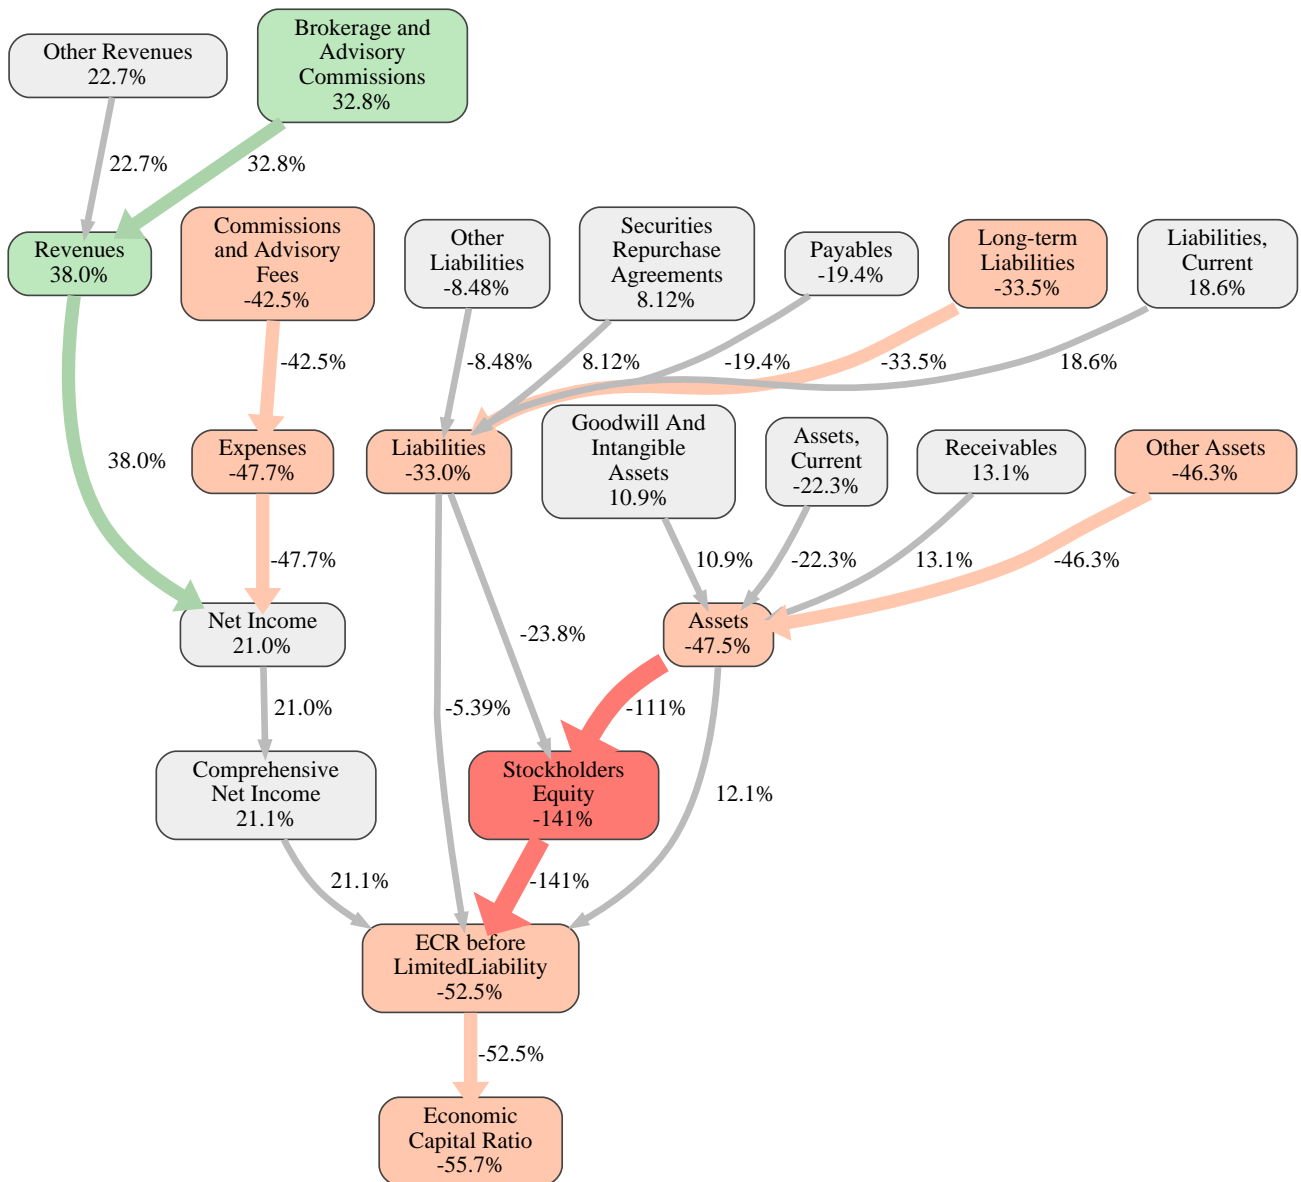 Other Revenues
22.7%
Brokerage and
Advisory
Commissions
32.8%
22.7%
32.8%
Revenues
38.0%
Commissions
and Advisory
Fees
-42.5%
Other
Liabilities
-8.48%
Securities
Repurchase
Agreements
8.12%
Payables
-19.4%
Long-term
Liabilities
-33.5%
Liabilities,
Current
18.6%
-42.5%
-8.48%
8.12%
-19.4%
-33.5%
18.6%
38.0%
Expenses
-47.7%
Liabilities
-33.0%
Goodwill And
Intangible
Assets
10.9%
Assets,
Current
-22.3%
Receivables
13.1%
Other Assets
-46.3%
-47.7%
10.9%
-22.3%
13.1%
-46.3%
Net Income
21.0%
-23.8%
Assets
-47.5%
21.0%
-5.39%
-111%
Comprehensive
Net Income
21.1%
Stockholders
Equity
-141%
12.1%
21.1%
-141%
ECR before
LimitedLiability
-52.5%
-52.5%
Economic
Capital Ratio
-55.7%